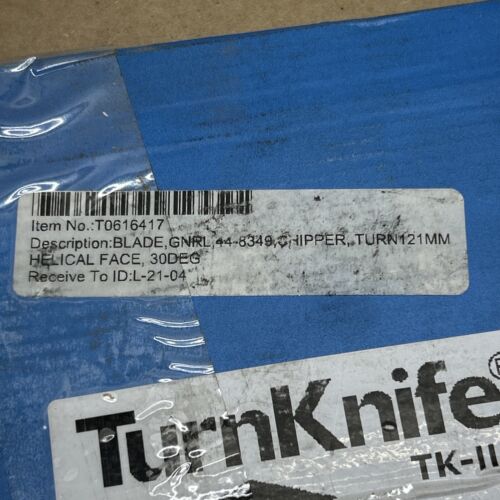 Item No.:T0616417
Description:BLADE,GNRL,44-8349,CHIPPER,,TURN121MM
HELICAL FACE, 30DEG
Receive To ID:L-21-04
TurnKnife®
TK-II